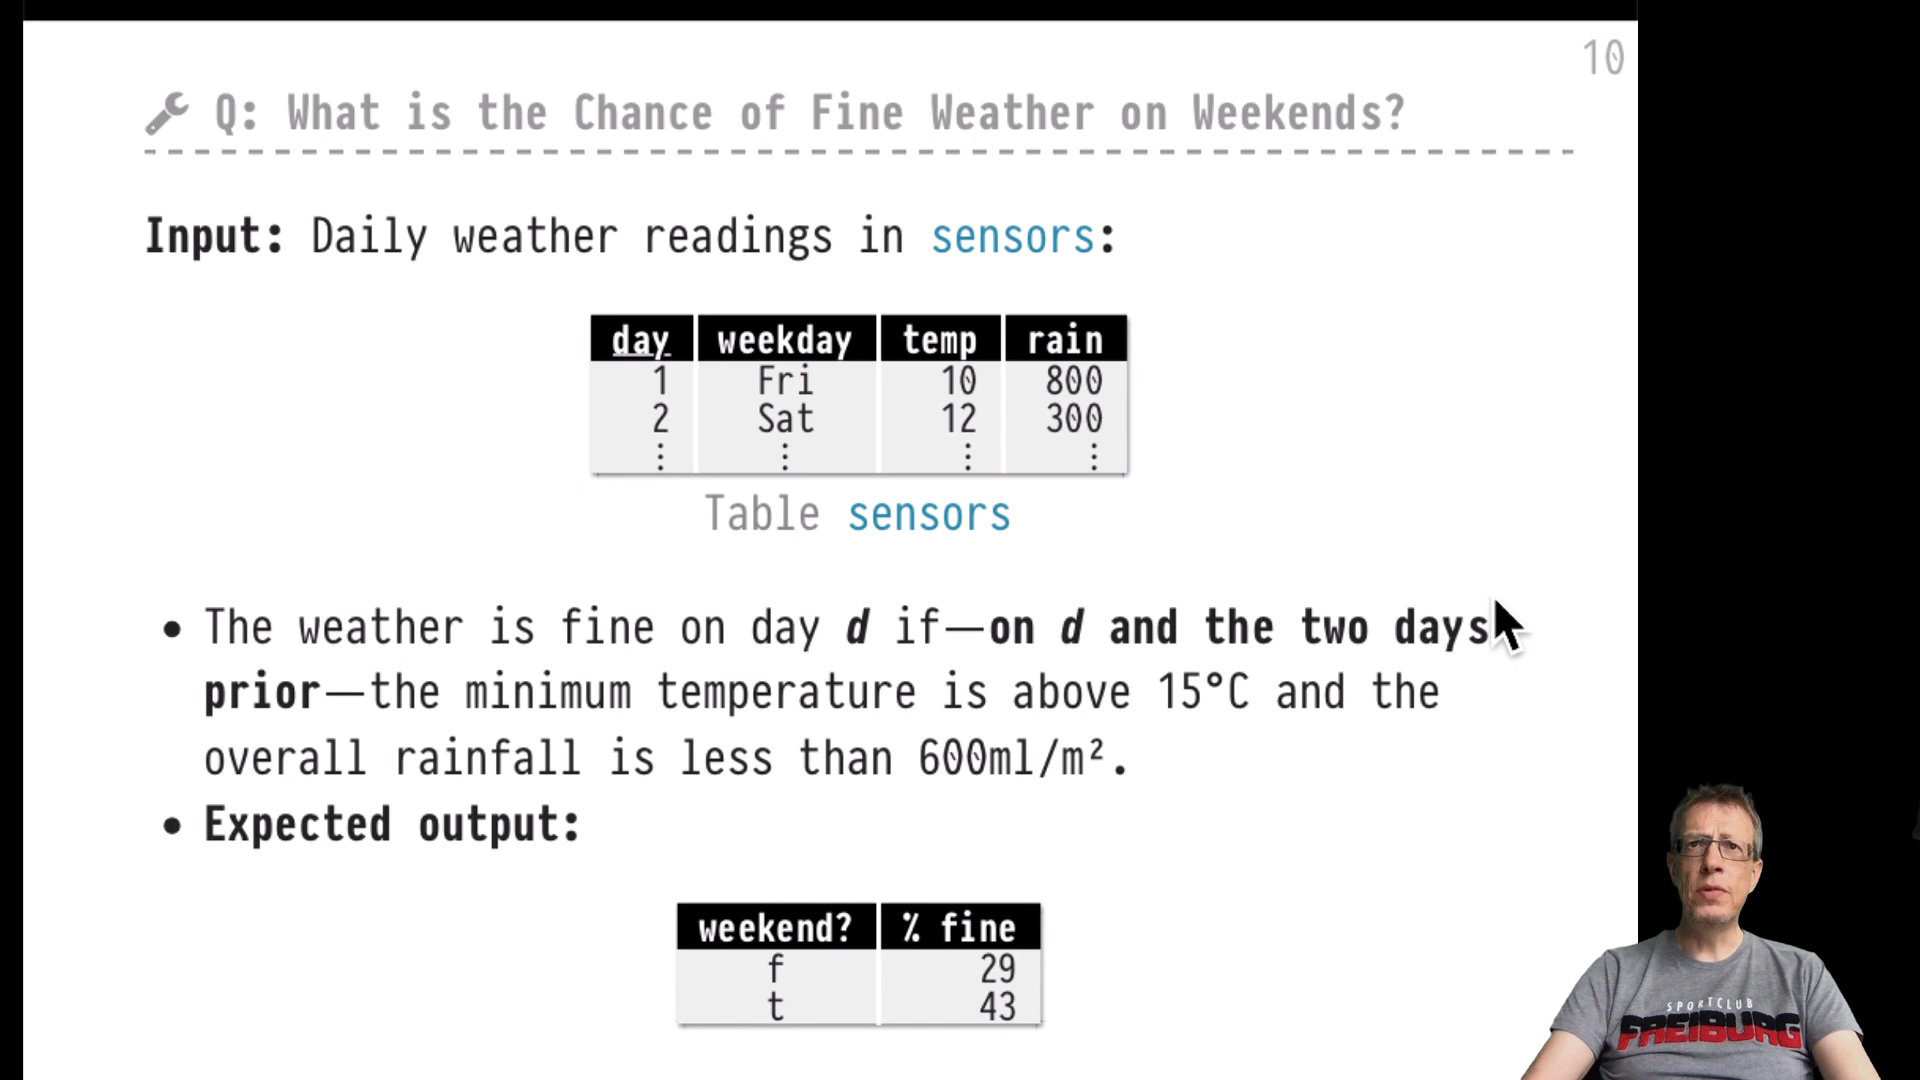 10
Q: What is the Chance of Fine Weather on Weekends?
Input: Daily weather readings in sensors:
day weekday temp rain
1 Fri 10 800
2 Sat 12 300
⋮ ⋮ ⋮ ⋮
Table sensors
• The weather is fine on day d if—on d and the two days
prior—the minimum temperature is above 15°C and the
overall rainfall is less than 600ml/m².
• Expected output:
weekend? % fine
f 29
t 43
SPORTCLUB
FREIBURG